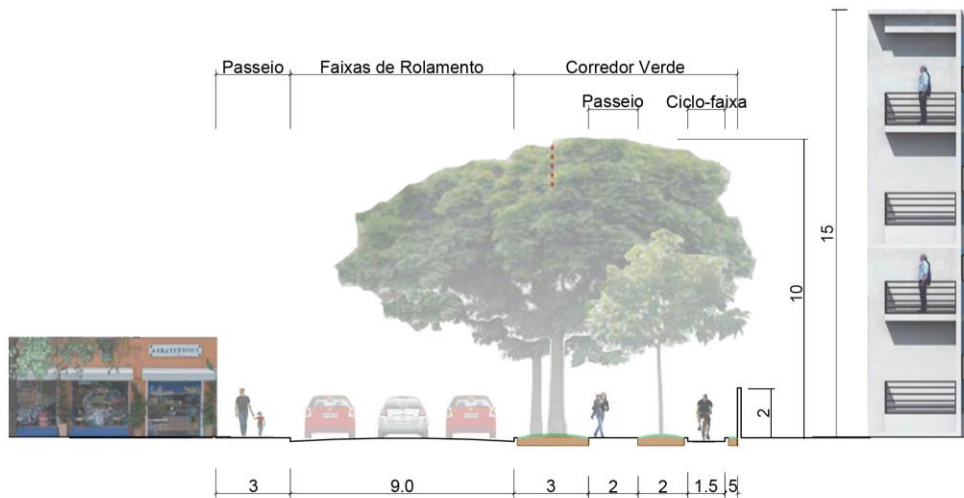 Passeio
Faixas de Rolamento
Corredor Verde
Passeio
Ciclo-faixa
15
10
2
3
9.0
3
2
2
1.5
.5